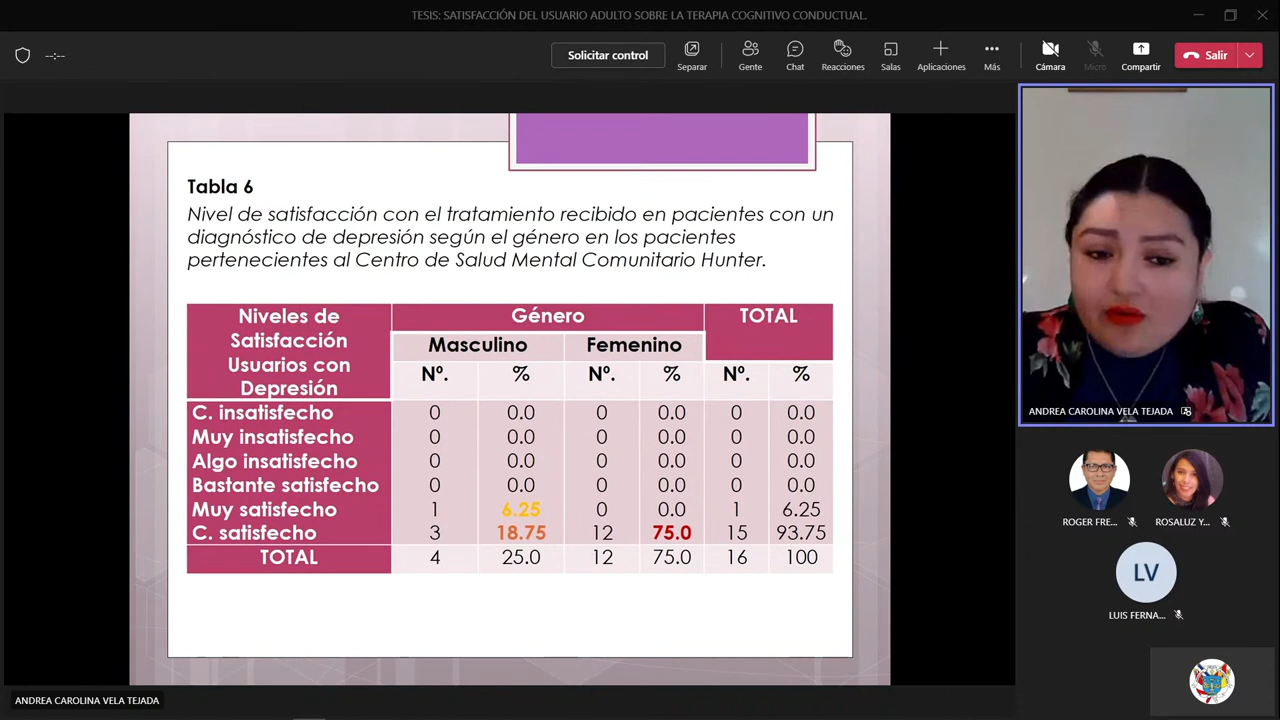 TESIS: SATISFACCIÓN DEL USUARIO ADULTO SOBRE LA TERAPIA COGNITIVO CONDUCTUAL.
--:--
Solicitar control
Separar
Gente
Chat
Reacciones
Salas
Aplicaciones
Más
Cámara
Micro
Compartir
Salir
Tabla 6
Nivel de satisfacción con el tratamiento recibido en pacientes con un
diagnóstico de depresión según el género en los pacientes
pertenecientes al Centro de Salud Mental Comunitario Hunter.
Niveles de Satisfacción Usuarios con Depresión Género TOTAL
Masculino Femenino
Nº. % Nº. % Nº. %
C. insatisfecho 0 0.0 0 0.0 0 0.0
Muy insatisfecho 0 0.0 0 0.0 0 0.0
Algo insatisfecho 0 0.0 0 0.0 0 0.0
Bastante satisfecho 0 0.0 0 0.0 0 0.0
Muy satisfecho 1 6.25 0 0.0 1 6.25
C. satisfecho 3 18.75 12 75.0 15 93.75
TOTAL 4 25.0 12 75.0 16 100
ANDREA CAROLINA VELA TEJADA
ROGER FRE...
ROSALUZ Y...
LV
LUIS FERNA...
ANDREA CAROLINA VELA TEJADA